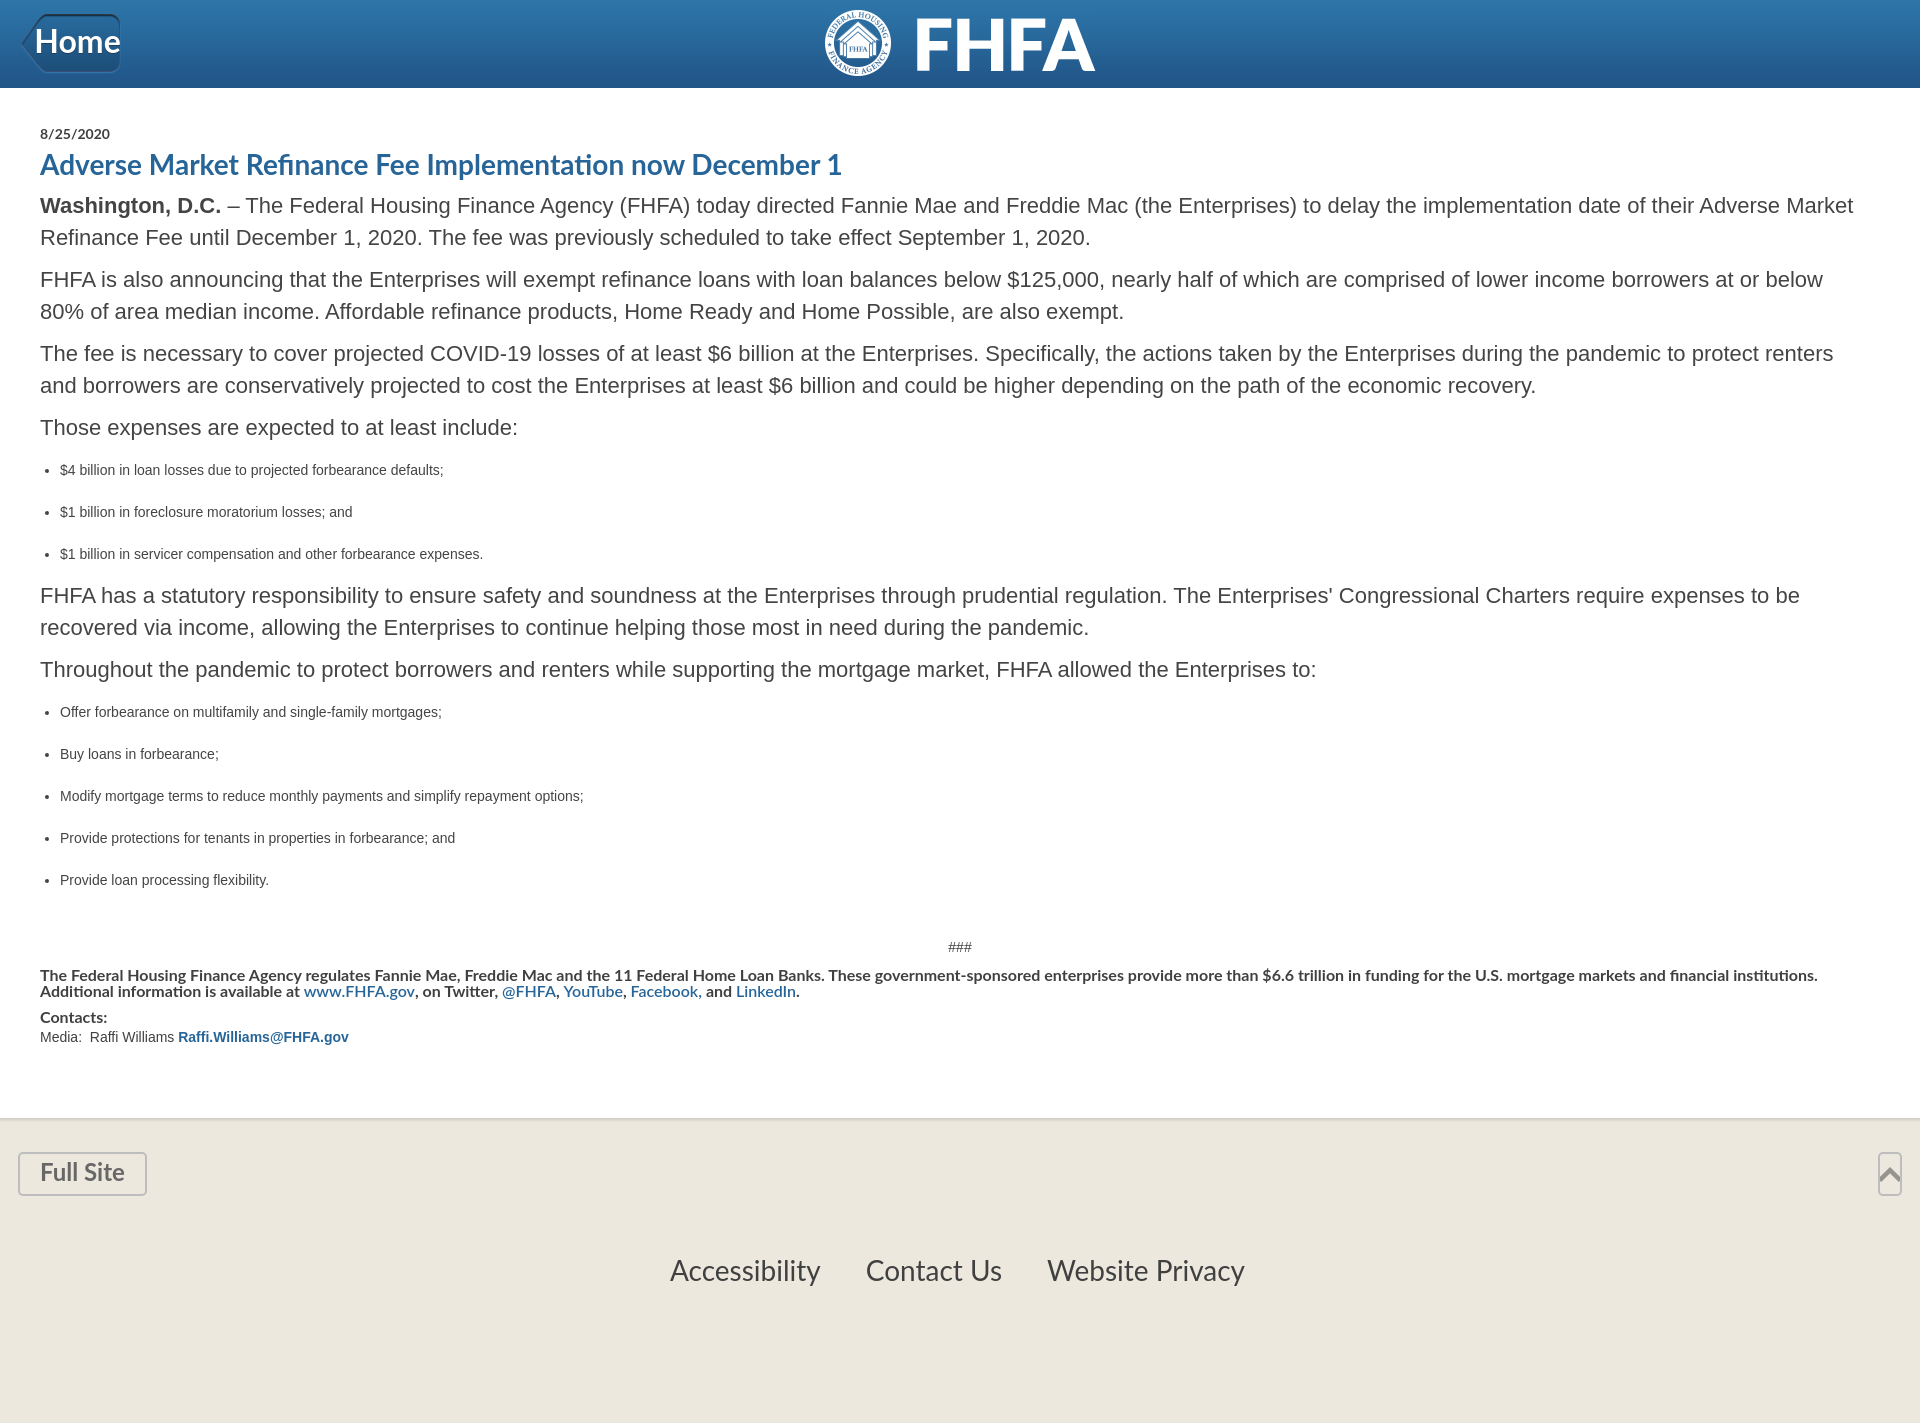 Home
FEDERAL HOUSING FINANCE AGENCY
FHFA
FHFA
8/25/2020
Adverse Market Refinance Fee Implementation now December 1
Washington, D.C. – The Federal Housing Finance Agency (FHFA) today directed Fannie Mae and Freddie Mac (the Enterprises) to delay the implementation date of their Adverse Market
Refinance Fee until December 1, 2020. The fee was previously scheduled to take effect September 1, 2020.
FHFA is also announcing that the Enterprises will exempt refinance loans with loan balances below $125,000, nearly half of which are comprised of lower income borrowers at or below
80% of area median income. Affordable refinance products, Home Ready and Home Possible, are also exempt.
The fee is necessary to cover projected COVID-19 losses of at least $6 billion at the Enterprises. Specifically, the actions taken by the Enterprises during the pandemic to protect renters
and borrowers are conservatively projected to cost the Enterprises at least $6 billion and could be higher depending on the path of the economic recovery.
Those expenses are expected to at least include:
• $4 billion in loan losses due to projected forbearance defaults;
• $1 billion in foreclosure moratorium losses; and
• $1 billion in servicer compensation and other forbearance expenses.
FHFA has a statutory responsibility to ensure safety and soundness at the Enterprises through prudential regulation. The Enterprises' Congressional Charters require expenses to be
recovered via income, allowing the Enterprises to continue helping those most in need during the pandemic.
Throughout the pandemic to protect borrowers and renters while supporting the mortgage market, FHFA allowed the Enterprises to:
• Offer forbearance on multifamily and single-family mortgages;
• Buy loans in forbearance;
• Modify mortgage terms to reduce monthly payments and simplify repayment options;
• Provide protections for tenants in properties in forbearance; and
• Provide loan processing flexibility.
###
The Federal Housing Finance Agency regulates Fannie Mae, Freddie Mac and the 11 Federal Home Loan Banks. These government-sponsored enterprises provide more than $6.6 trillion in funding for the U.S. mortgage markets and financial institutions.
Additional information is available at www.FHFA.gov, on Twitter, @FHFA, YouTube, Facebook, and LinkedIn.
Contacts:
Media:  Raffi Williams Raffi.Williams@FHFA.gov
Full Site
Accessibility Contact Us Website Privacy